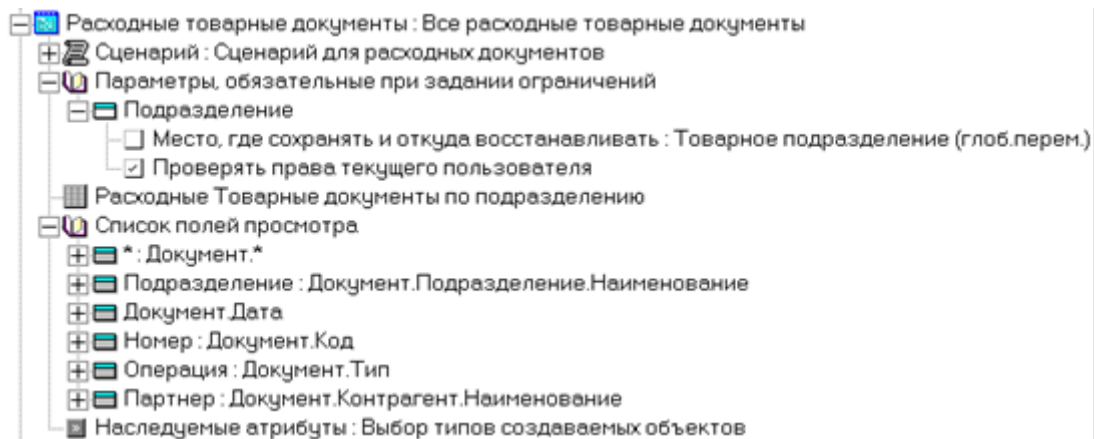 Расходные товарные документы : Все расходные товарные документы
Сценарий : Сценарий для расходных документов
Параметры, обязательные при задании ограничений
Подразделение
Место, где сохранять и откуда восстанавливать : Товарное подразделение (глоб.перем.)
Проверять права текущего пользователя
Расходные Товарные документы по подразделению
Список полей просмотра
* : Документ.*
Подразделение : Документ.Подразделение.Наименование
Документ.Дата
Номер : Документ.Код
Операция : Документ.Тип
Партнер : Документ.Контрагент.Наименование
Наследуемые атрибуты : Выбор типов создаваемых объектов